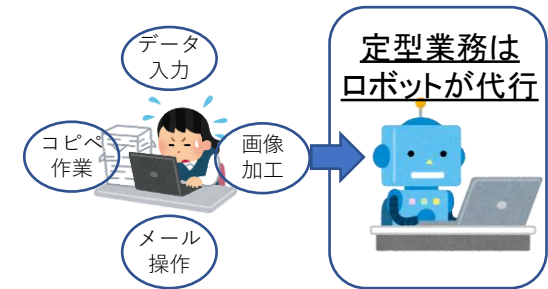 データ
入力
コピペ
作業
画像
加工
メール
操作
定型業務は
ロボットが代行